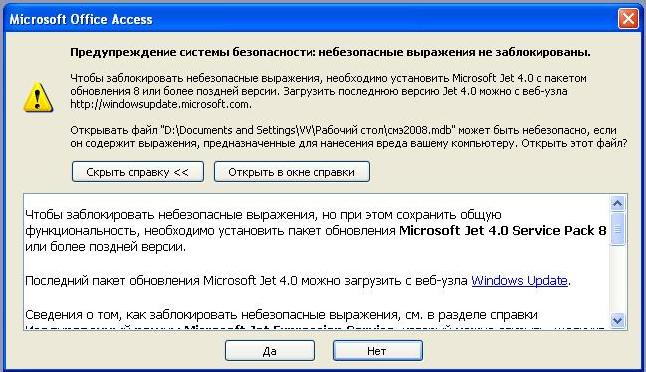 Microsoft Office Access
Предупреждение системы безопасности: небезопасные выражения не заблокированы.
Чтобы заблокировать небезопасные выражения, необходимо установить Microsoft Jet 4.0 с пакетом
обновления 8 или более поздней версии. Загрузить последнюю версию Jet 4.0 можно с веб-узла
http://windowsupdate.microsoft.com.
Открывать файл "D:\Documents and Settings\VV\Рабочий стол\смэ2008.mdb" может быть небезопасно, если
он содержит выражения, предназначенные для нанесения вреда вашему компьютеру. Открыть этот файл?
Скрыть справку <<
Открыть в окне справки
Чтобы заблокировать небезопасные выражения, но при этом сохранить общую
функциональность, необходимо установить пакет обновления Microsoft Jet 4.0 Service Pack 8
или более поздней версии.
Последний пакет обновления Microsoft Jet 4.0 можно загрузить с веб-узла Windows Update.
Сведения о том, как заблокировать небезопасные выражения, см. в разделе справки
Microsoft Jet Expression Service
Да
Нет